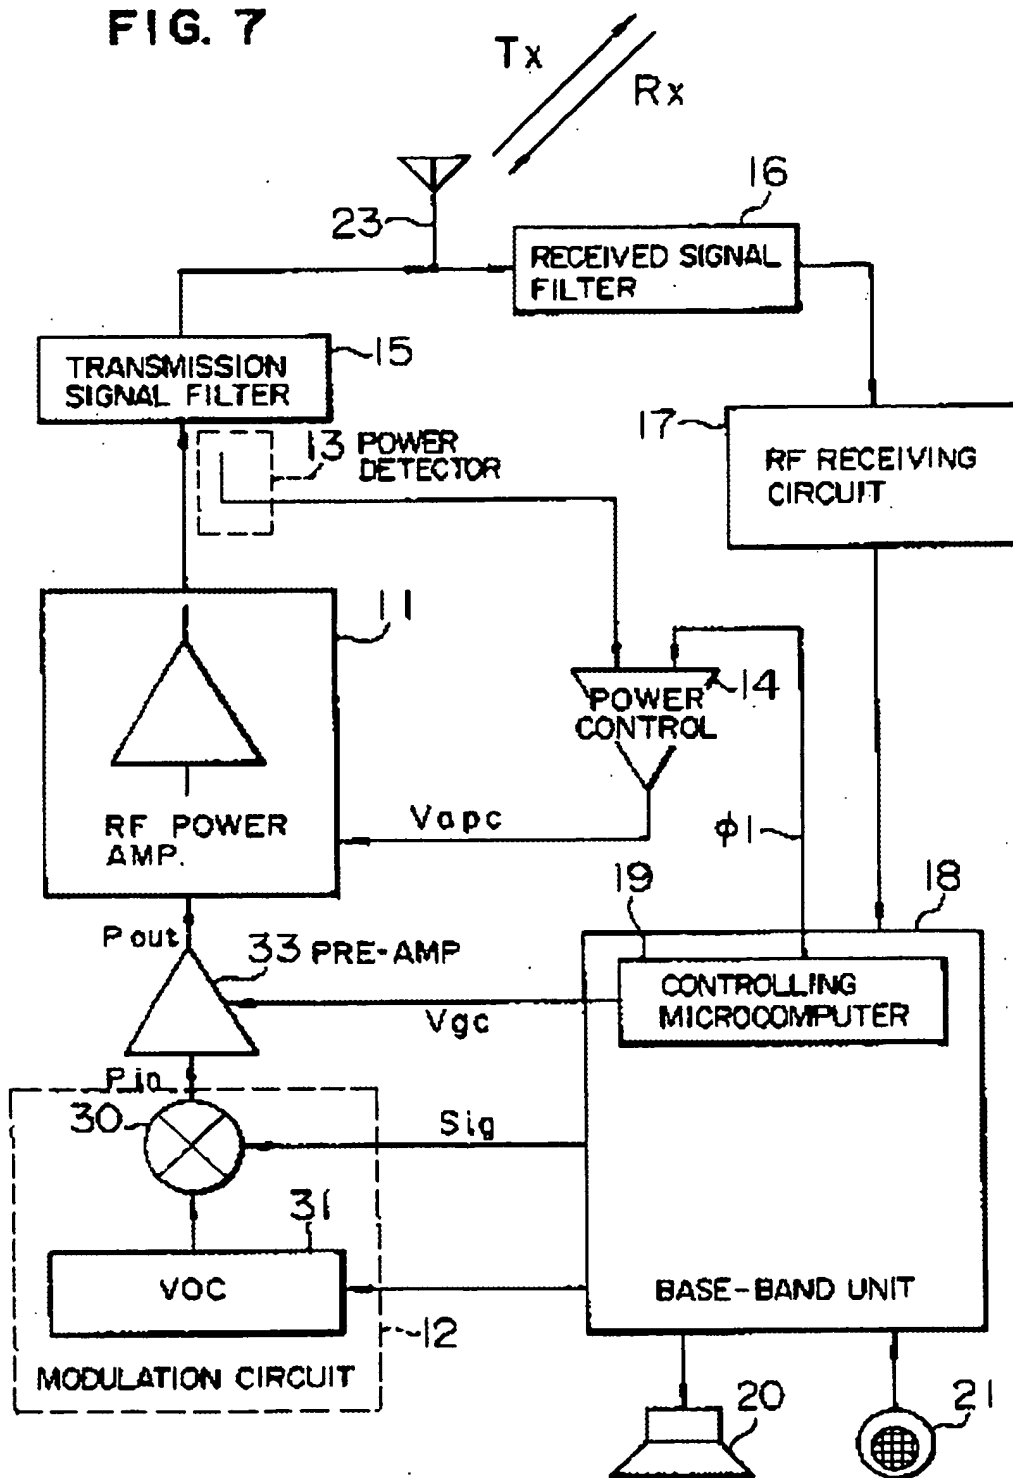 FIG. 7
Tx
Rx
16
23
RECEIVED SIGNAL
FILTER
15
TRANSMISSION
SIGNAL FILTER
17
13 POWER
DETECTOR
RF RECEIVING
CIRCUIT
11
14
POWER
CONTROL
RF POWER
AMP.
Vapc
φ1
19
18
Pout
33 PRE-AMP
CONTROLLING
MICROCOMPUTER
Vgc
Pin
30
Sig
31
VOC
BASE-BAND UNIT
12
MODULATION CIRCUIT
20
21